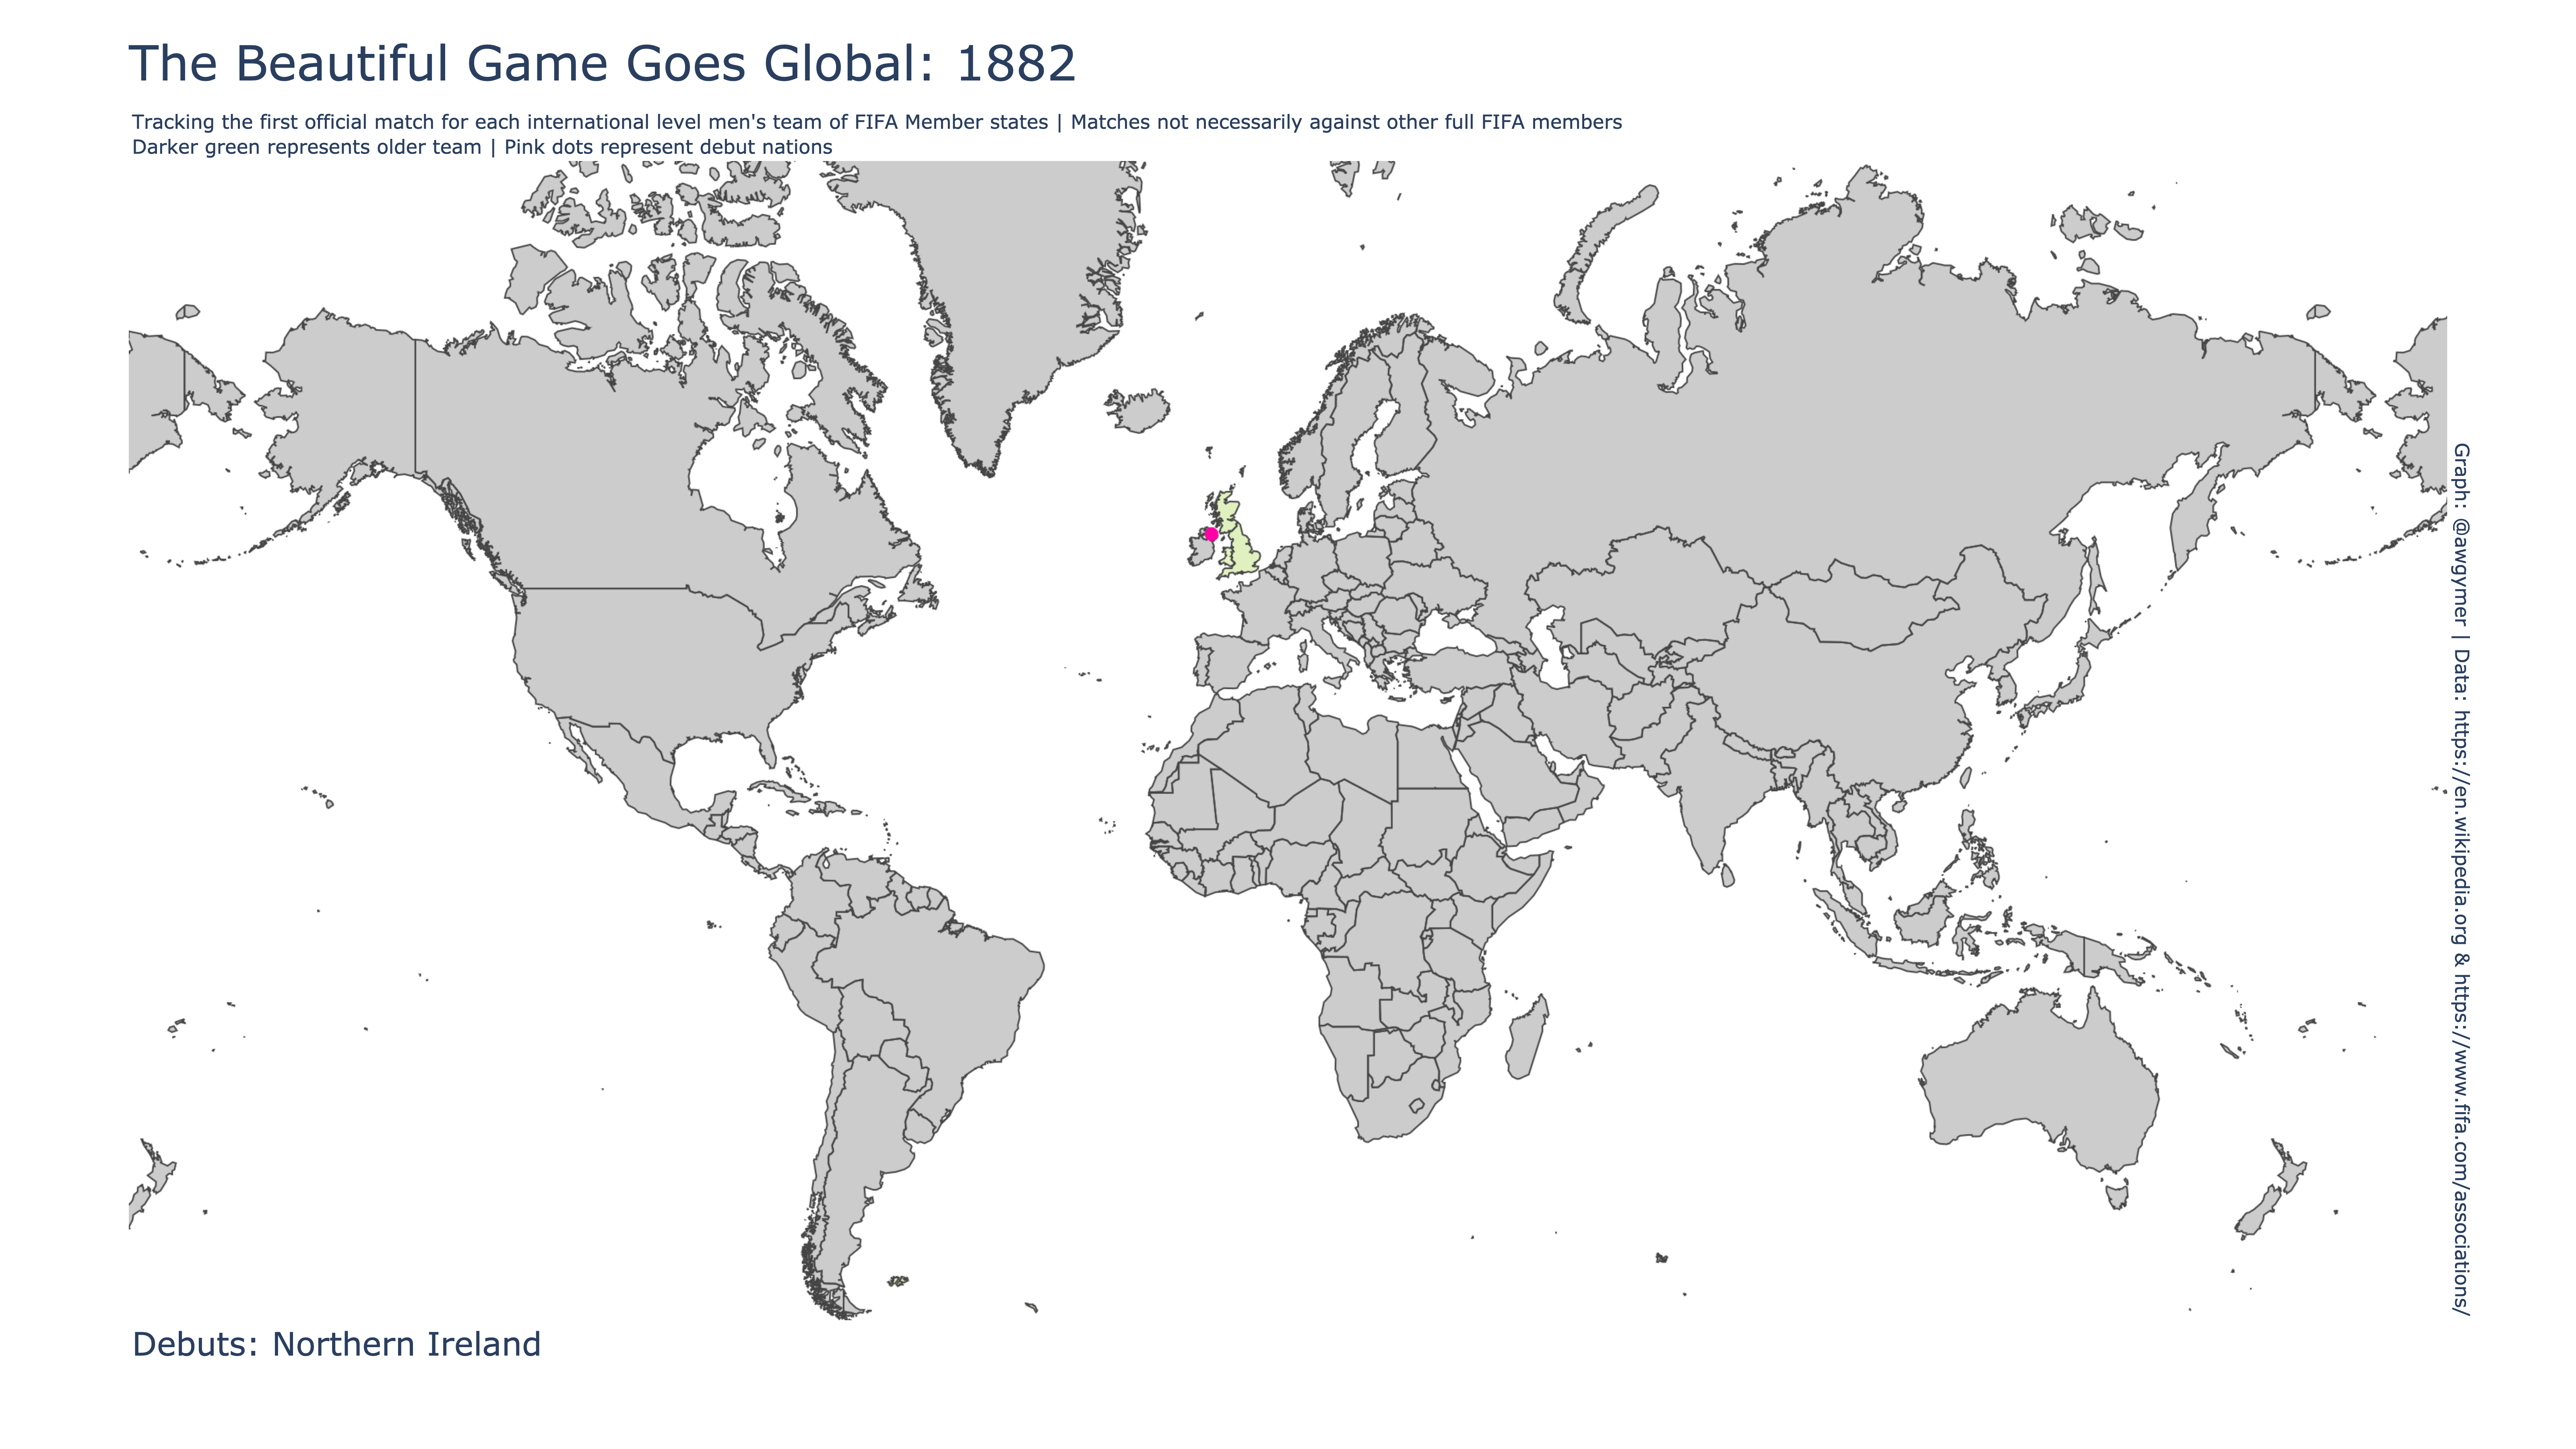 The Beautiful Game Goes Global: 1882
Tracking the first official match for each international level men's team of FIFA Member states | Matches not necessarily against other full FIFA members
Darker green represents older team | Pink dots represent debut nations
Graph: @awgymer | Data: https://en.wikipedia.org & https://www.fifa.com/associations/
Debuts: Northern Ireland